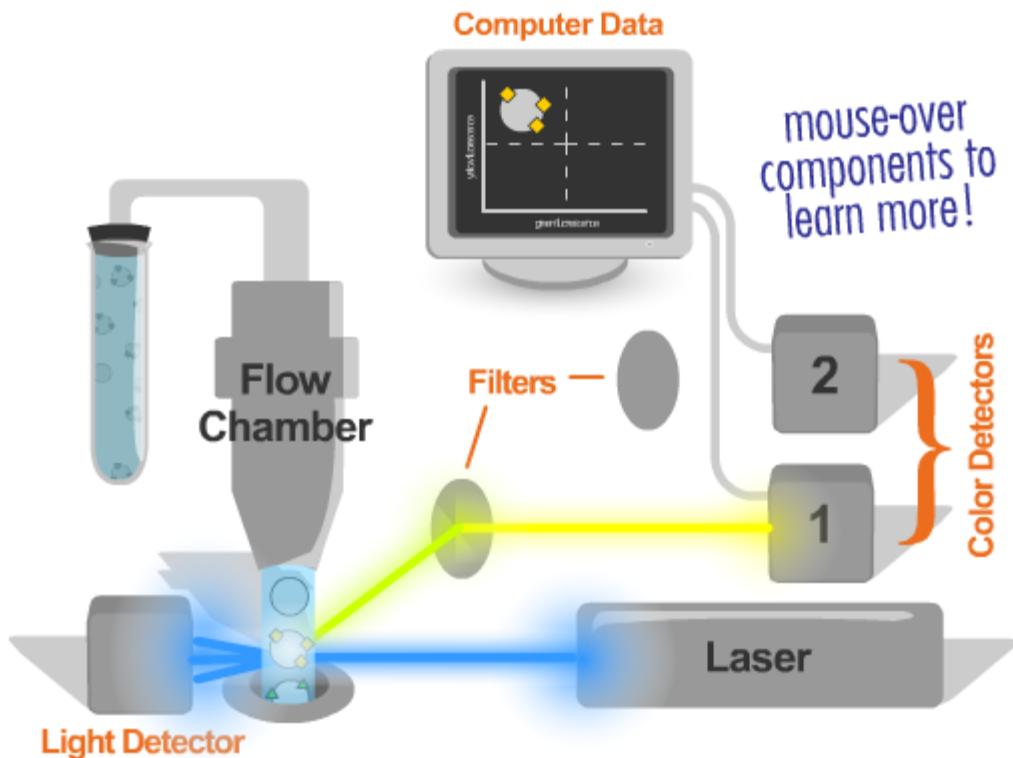 Computer Data
mouse-over
components to
learn more!
Flow
Chamber
Filters
2
1
Color Detectors
Laser
Light Detector